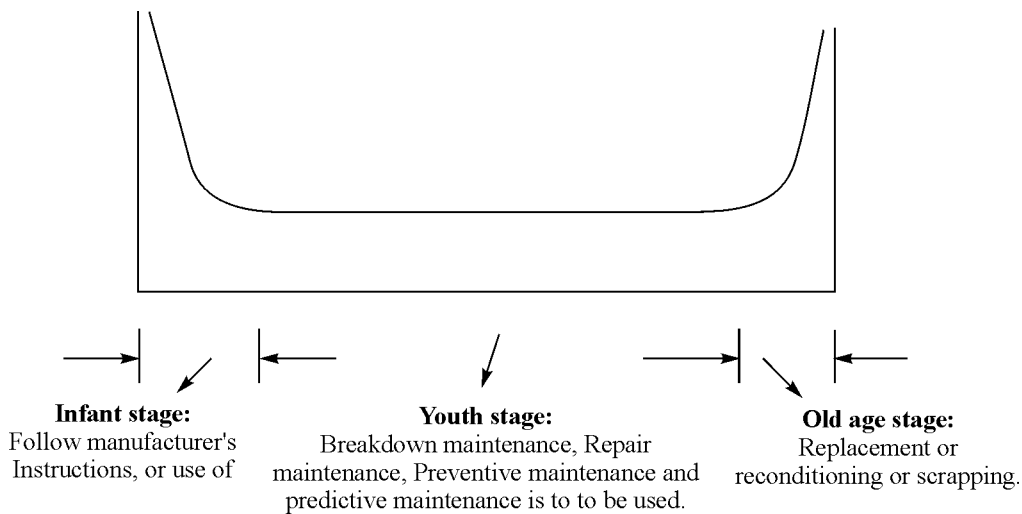 Infant stage:
Follow manufacturer's
Instructions, or use of
Youth stage:
Breakdown maintenance, Repair
maintenance, Preventive maintenance and
predictive maintenance is to to be used.
Old age stage:
Replacement or
reconditioning or scrapping.